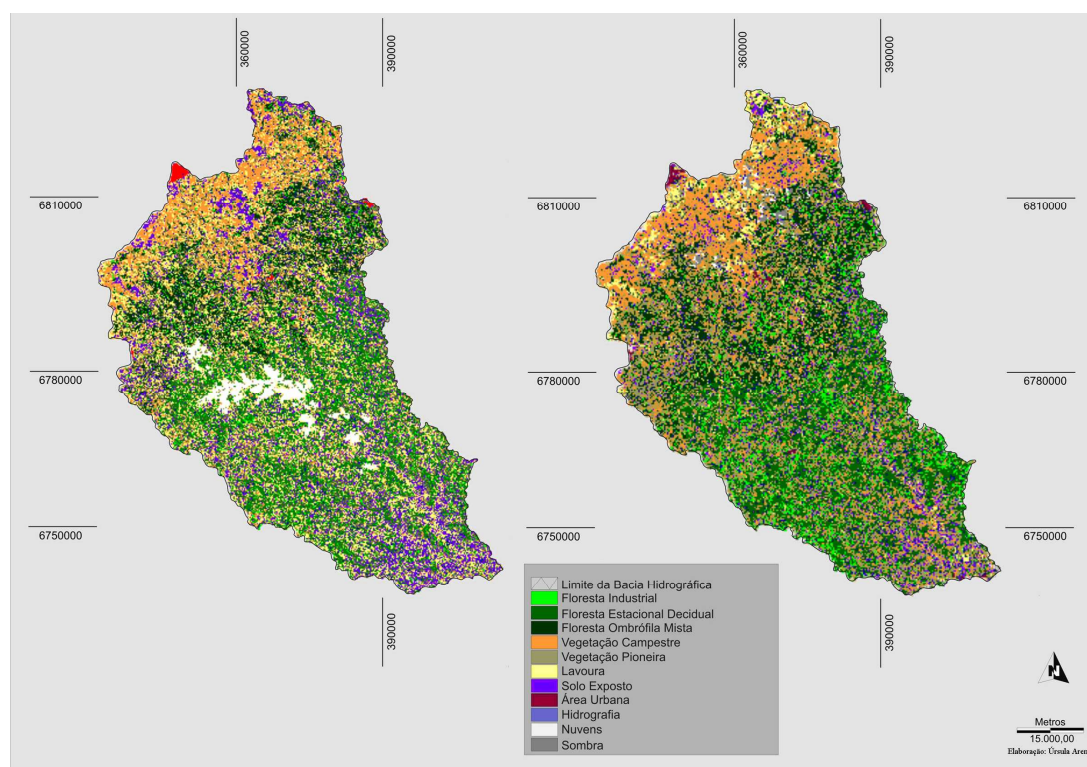 360000
390000
360000
390000
6810000
6810000
6810000
6780000
6780000
6780000
6750000
6750000
6750000
390000
390000
Limite da Bacia Hidrográfica
Floresta Industrial
Floresta Estacional Decidual
Floresta Ombrófila Mista
Vegetação Campestre
Vegetação Pioneira
Lavoura
Solo Exposto
Área Urbana
Hidrografia
Nuvens
Sombra
N
Metros
15.000,00
Elaboração: Úrsula Aren